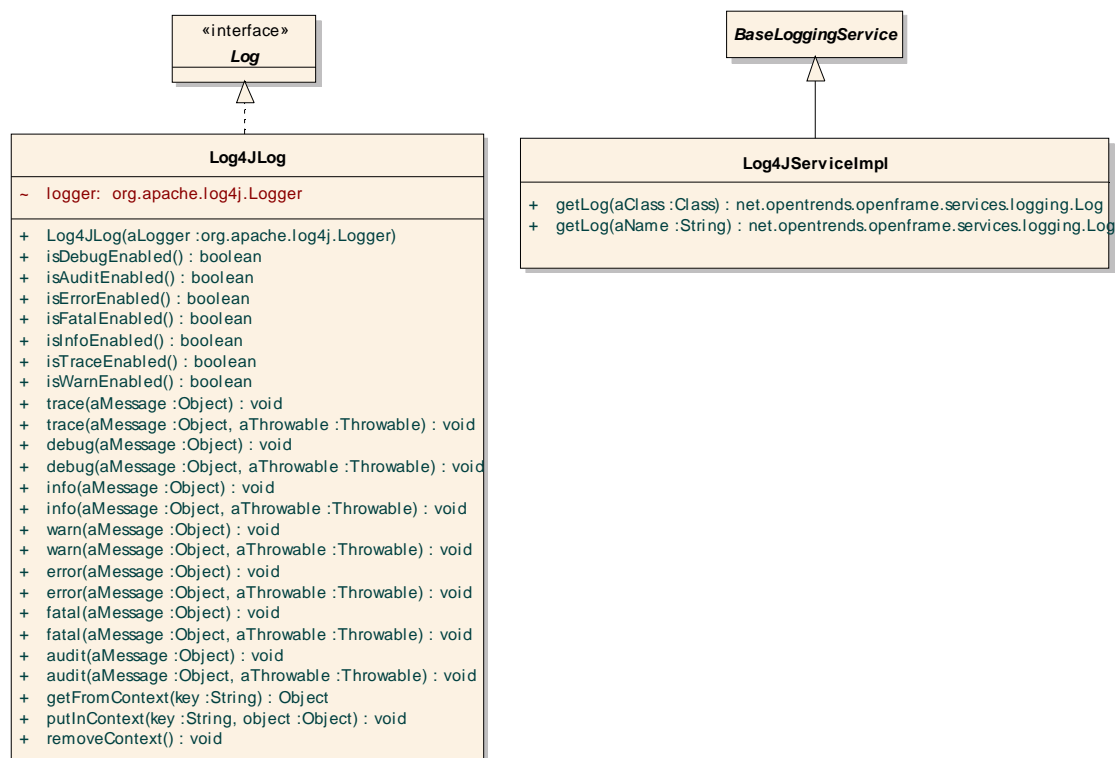 «interface»
Log
Log4JLog
~ logger: org.apache.log4j.Logger
+ Log4JLog(aLogger :org.apache.log4j.Logger)
+ isDebugEnabled() : boolean
+ isAuditEnabled() : boolean
+ isErrorEnabled() : boolean
+ isFatalEnabled() : boolean
+ isInfoEnabled() : boolean
+ isTraceEnabled() : boolean
+ isWarnEnabled() : boolean
+ trace(aMessage :Object) : void
+ trace(aMessage :Object, aThrowable :Throwable) : void
+ debug(aMessage :Object) : void
+ debug(aMessage :Object, aThrowable :Throwable) : void
+ info(aMessage :Object) : void
+ info(aMessage :Object, aThrowable :Throwable) : void
+ warn(aMessage :Object) : void
+ warn(aMessage :Object, aThrowable :Throwable) : void
+ error(aMessage :Object) : void
+ error(aMessage :Object, aThrowable :Throwable) : void
+ fatal(aMessage :Object) : void
+ fatal(aMessage :Object, aThrowable :Throwable) : void
+ audit(aMessage :Object) : void
+ audit(aMessage :Object, aThrowable :Throwable) : void
+ getFromContext(key :String) : Object
+ putInContext(key :String, object :Object) : void
+ removeContext() : void
BaseLoggingService
Log4JServiceImpl
+ getLog(aClass :Class) : net.opentrends.openframe.services.logging.Log
+ getLog(aName :String) : net.opentrends.openframe.services.logging.Log